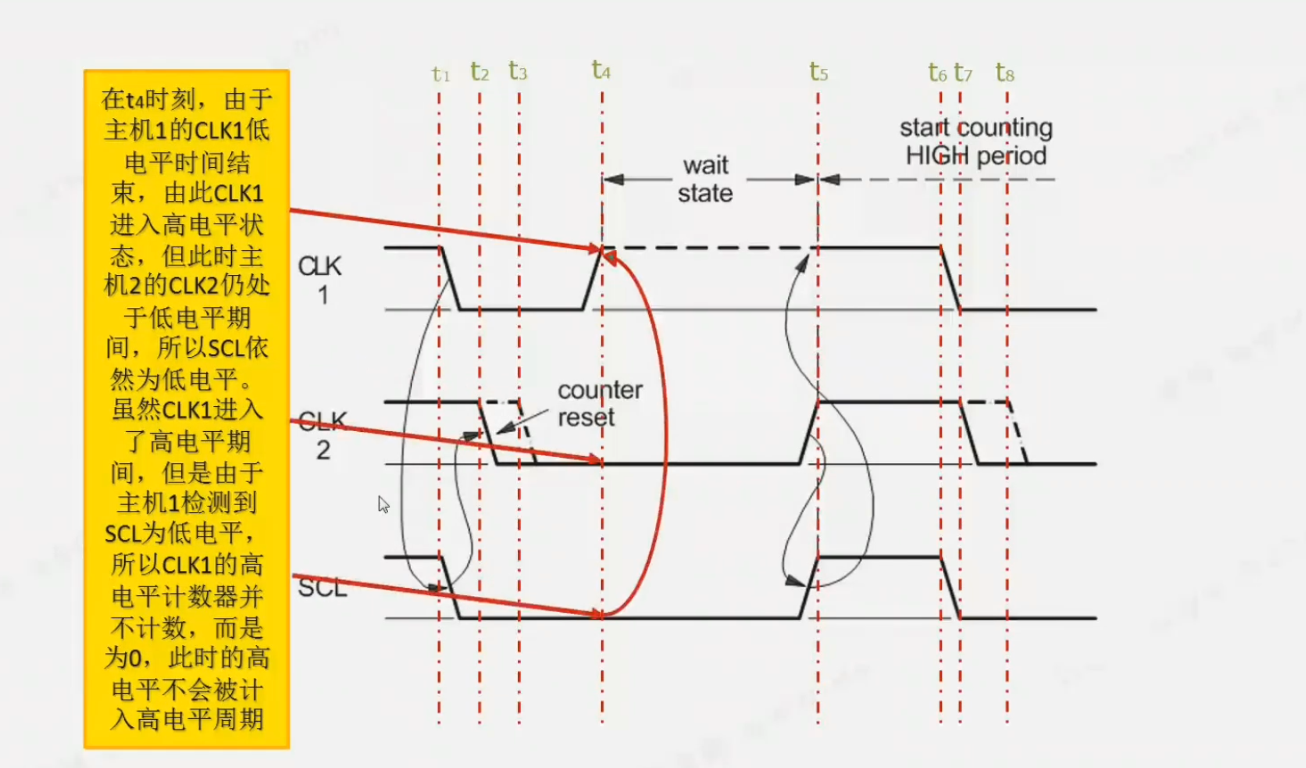 t1 t2 t3 t4 t5 t6 t7 t8
在t4时刻，由于
主机1的CLK1低
电平时间结
束，由此CLK1
进入高电平状
态，但此时主
机2的CLK2仍处
于低电平期
间，所以SCL依
然为低电平。
虽然CLK1进入
了高电平期
间，但是由于
主机1检测到
SCL为低电平，
所以CLK1的高
电平计数器并
不计数，而是
为0，此时的高
电平不会被计
入高电平周期
wait
state
start counting
HIGH period
CLK
1
counter
reset
CLK
2
SCL